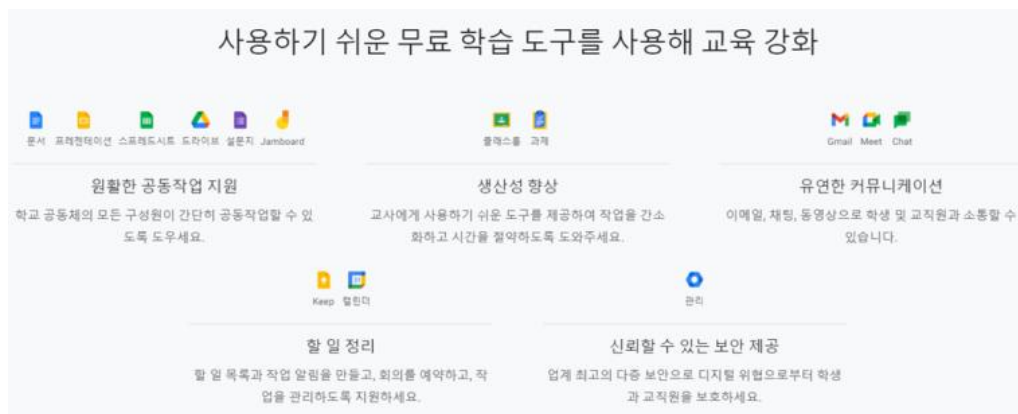 사용하기 쉬운 무료 학습 도구를 사용해 교육 강화
문서 프레젠테이션 스프레드시트 드라이브 설문지 Jamboard
원활한 공동작업 지원
학교 공동체의 모든 구성원이 간단히 공동작업할 수 있
도록 도우세요.
클래스룸 과제
생산성 향상
교사에게 사용하기 쉬운 도구를 제공하여 작업을 간소
화하고 시간을 절약하도록 도와주세요.
Gmail Meet Chat
유연한 커뮤니케이션
이메일, 채팅, 동영상으로 학생 및 교직원과 소통할 수
있습니다.
Keep 캘린더
할 일 정리
할 일 목록과 작업 알림을 만들고, 회의를 예약하고, 작
업을 관리하도록 지원하세요.
관리
신뢰할 수 있는 보안 제공
업계 최고의 다중 보안으로 디지털 위협으로부터 학생
과 교직원을 보호하세요.